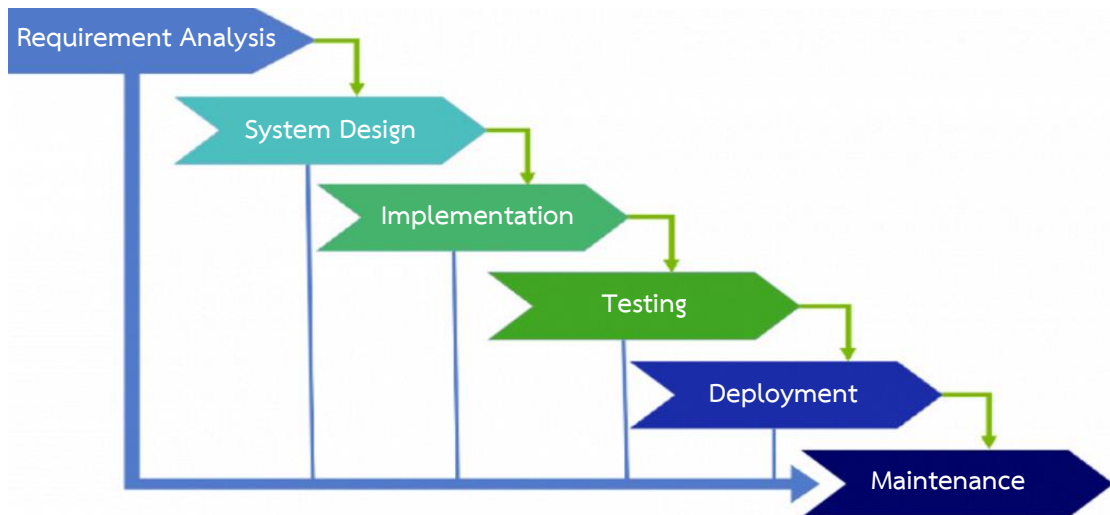 Requirement Analysis
System Design
Implementation
Testing
Deployment
Maintenance